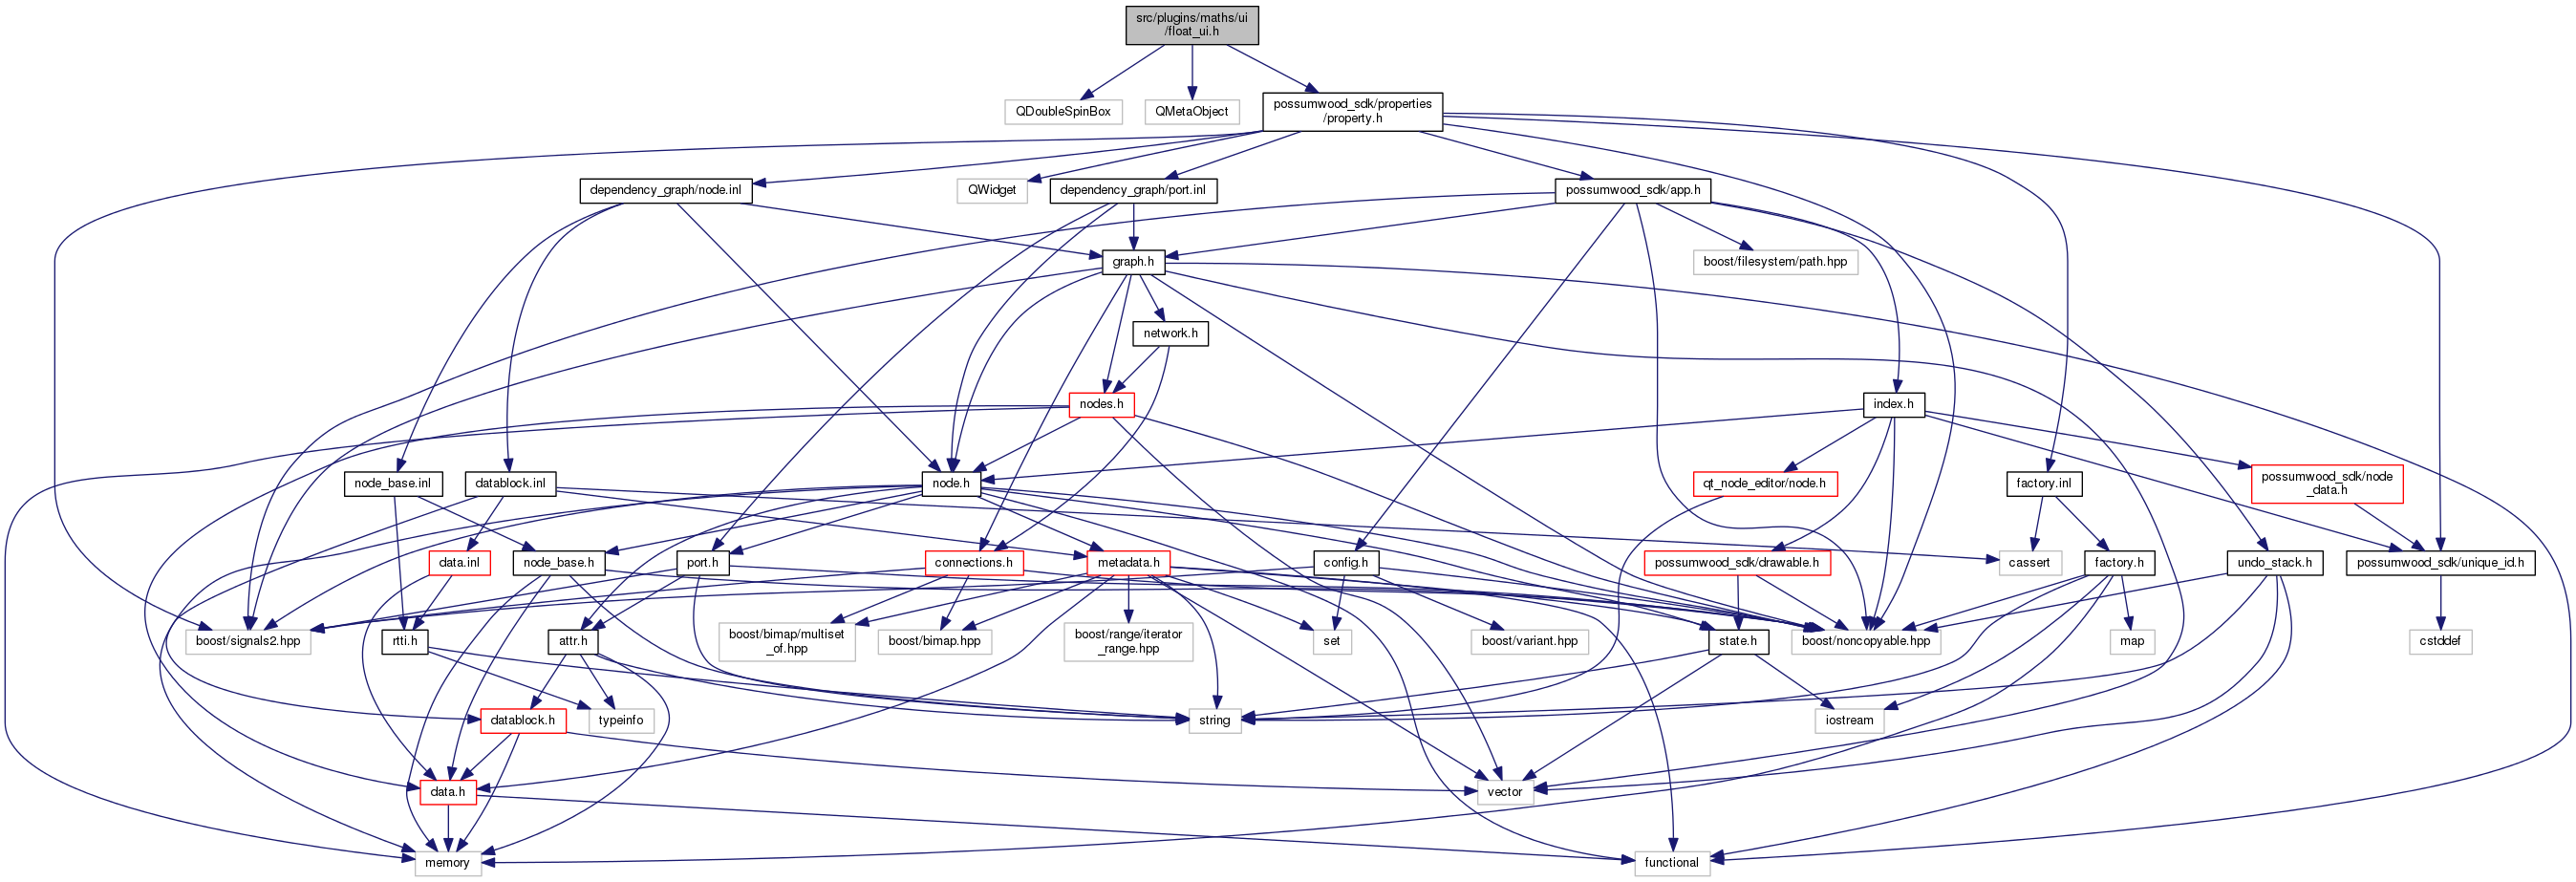 src/plugins/maths/ui
/float_ui.h
QDoubleSpinBox
QMetaObject
possumwood_sdk/properties
/property.h
dependency_graph/node.inl
QWidget
dependency_graph/port.inl
possumwood_sdk/app.h
graph.h
boost/filesystem/path.hpp
network.h
nodes.h
index.h
node_base.inl
datablock.inl
node.h
qt_node_editor/node.h
factory.inl
possumwood_sdk/node
_data.h
data.inl
node_base.h
port.h
connections.h
metadata.h
config.h
possumwood_sdk/drawable.h
cassert
factory.h
undo_stack.h
possumwood_sdk/unique_id.h
boost/signals2.hpp
rtti.h
attr.h
boost/bimap/multiset
_of.hpp
boost/bimap.hpp
boost/range/iterator
_range.hpp
set
boost/variant.hpp
state.h
boost/noncopyable.hpp
map
cstddef
datablock.h
typeinfo
string
iostream
data.h
vector
memory
functional